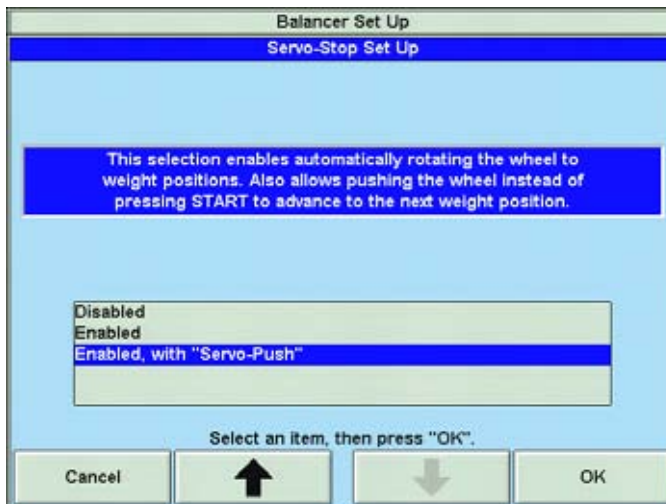 Balancer Set Up
Servo-Stop Set Up
This selection enables automatically rotating the wheel to
weight positions. Also allows pushing the wheel instead of
pressing START to advance to the next weight position.
Disabled
Enabled
Enabled, with "Servo-Push"
Select an item, then press "OK".
Cancel
OK